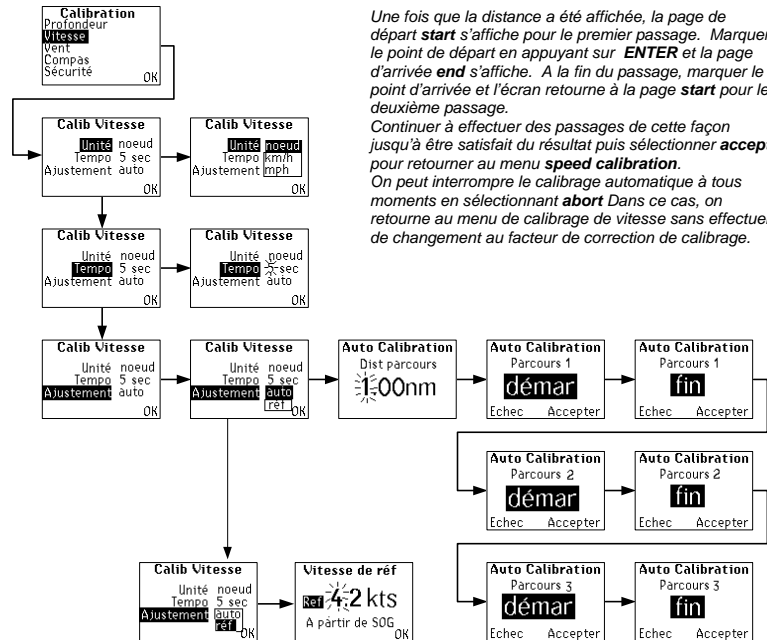 Calibration
Profondeur
Vitesse
Vent
Compas
Sécurité
OK
Une fois que la distance a été affichée, la page de
départ start s'affiche pour le premier passage. Marquer
le point de départ en appuyant sur ENTER et la page
d'arrivée end s'affiche. A la fin du passage, marquer le
point d'arrivée et l'écran retourne à la page start pour le
deuxième passage.
Continuer à effectuer des passages de cette façon
jusqu'à être satisfait du résultat puis sélectionner accept
pour retourner au menu speed calibration.
On peut interrompre le calibrage automatique à tous
moments en sélectionnant abort Dans ce cas, on
retourne au menu de calibrage de vitesse sans effectuer
de changement au facteur de correction de calibrage.
Calib Vitesse
Unité noeud
Tempo 5 sec
Ajustement auto
OK
Calib Vitesse
Unité noeud
Tempo km/h
Ajustement mph
OK
Calib Vitesse
Unité noeud
Tempo 5 sec
Ajustement auto
OK
Calib Vitesse
Unité noeud
Tempo 5 sec
Ajustement auto
OK
Calib Vitesse
Unité noeud
Tempo 5 sec
Ajustement auto
OK
Calib Vitesse
Unité noeud
Tempo 5 sec
Ajustement auto
réf
OK
Auto Calibration
Dist parcours
1.00nm
Auto Calibration
Parcours 1
démar
Echec Accepter
Auto Calibration
Parcours 1
fin
Echec Accepter
Auto Calibration
Parcours 2
démar
Echec Accepter
Auto Calibration
Parcours 2
fin
Echec Accepter
Calib Vitesse
Unité noeud
Tempo 5 sec
Ajustement auto
réf
OK
Vitesse de réf
Ref 4.2 kts
A pàrtir de SOG
OK
Auto Calibration
Parcours 3
démar
Echec Accepter
Auto Calibration
Parcours 3
fin
Echec Accepter